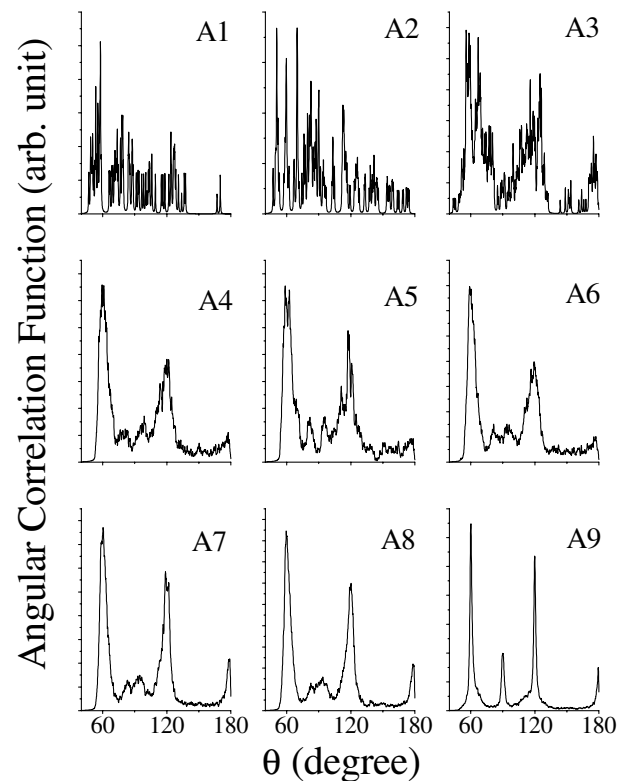 Angular Correlation Function (arb. unit)
A1
A2
A3
A4
A5
A6
A7
A8
A9
60 120 180 60 120 180 60 120 180
θ (degree)